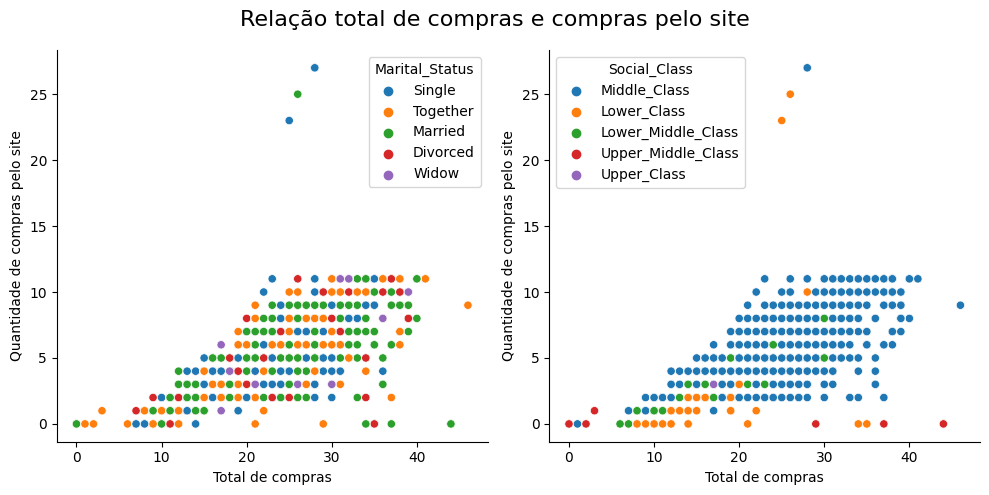 Relação total de compras e compras pelo site
Marital_Status
Single
Together
Married
Divorced
Widow
25
20
15
10
5
0
Quantidade de compras pelo site
0 10 20 30 40
Total de compras
Social_Class
Middle_Class
Lower_Class
Lower_Middle_Class
Upper_Middle_Class
Upper_Class
25
20
15
10
5
0
Quantidade de compras pelo site
0 10 20 30 40
Total de compras